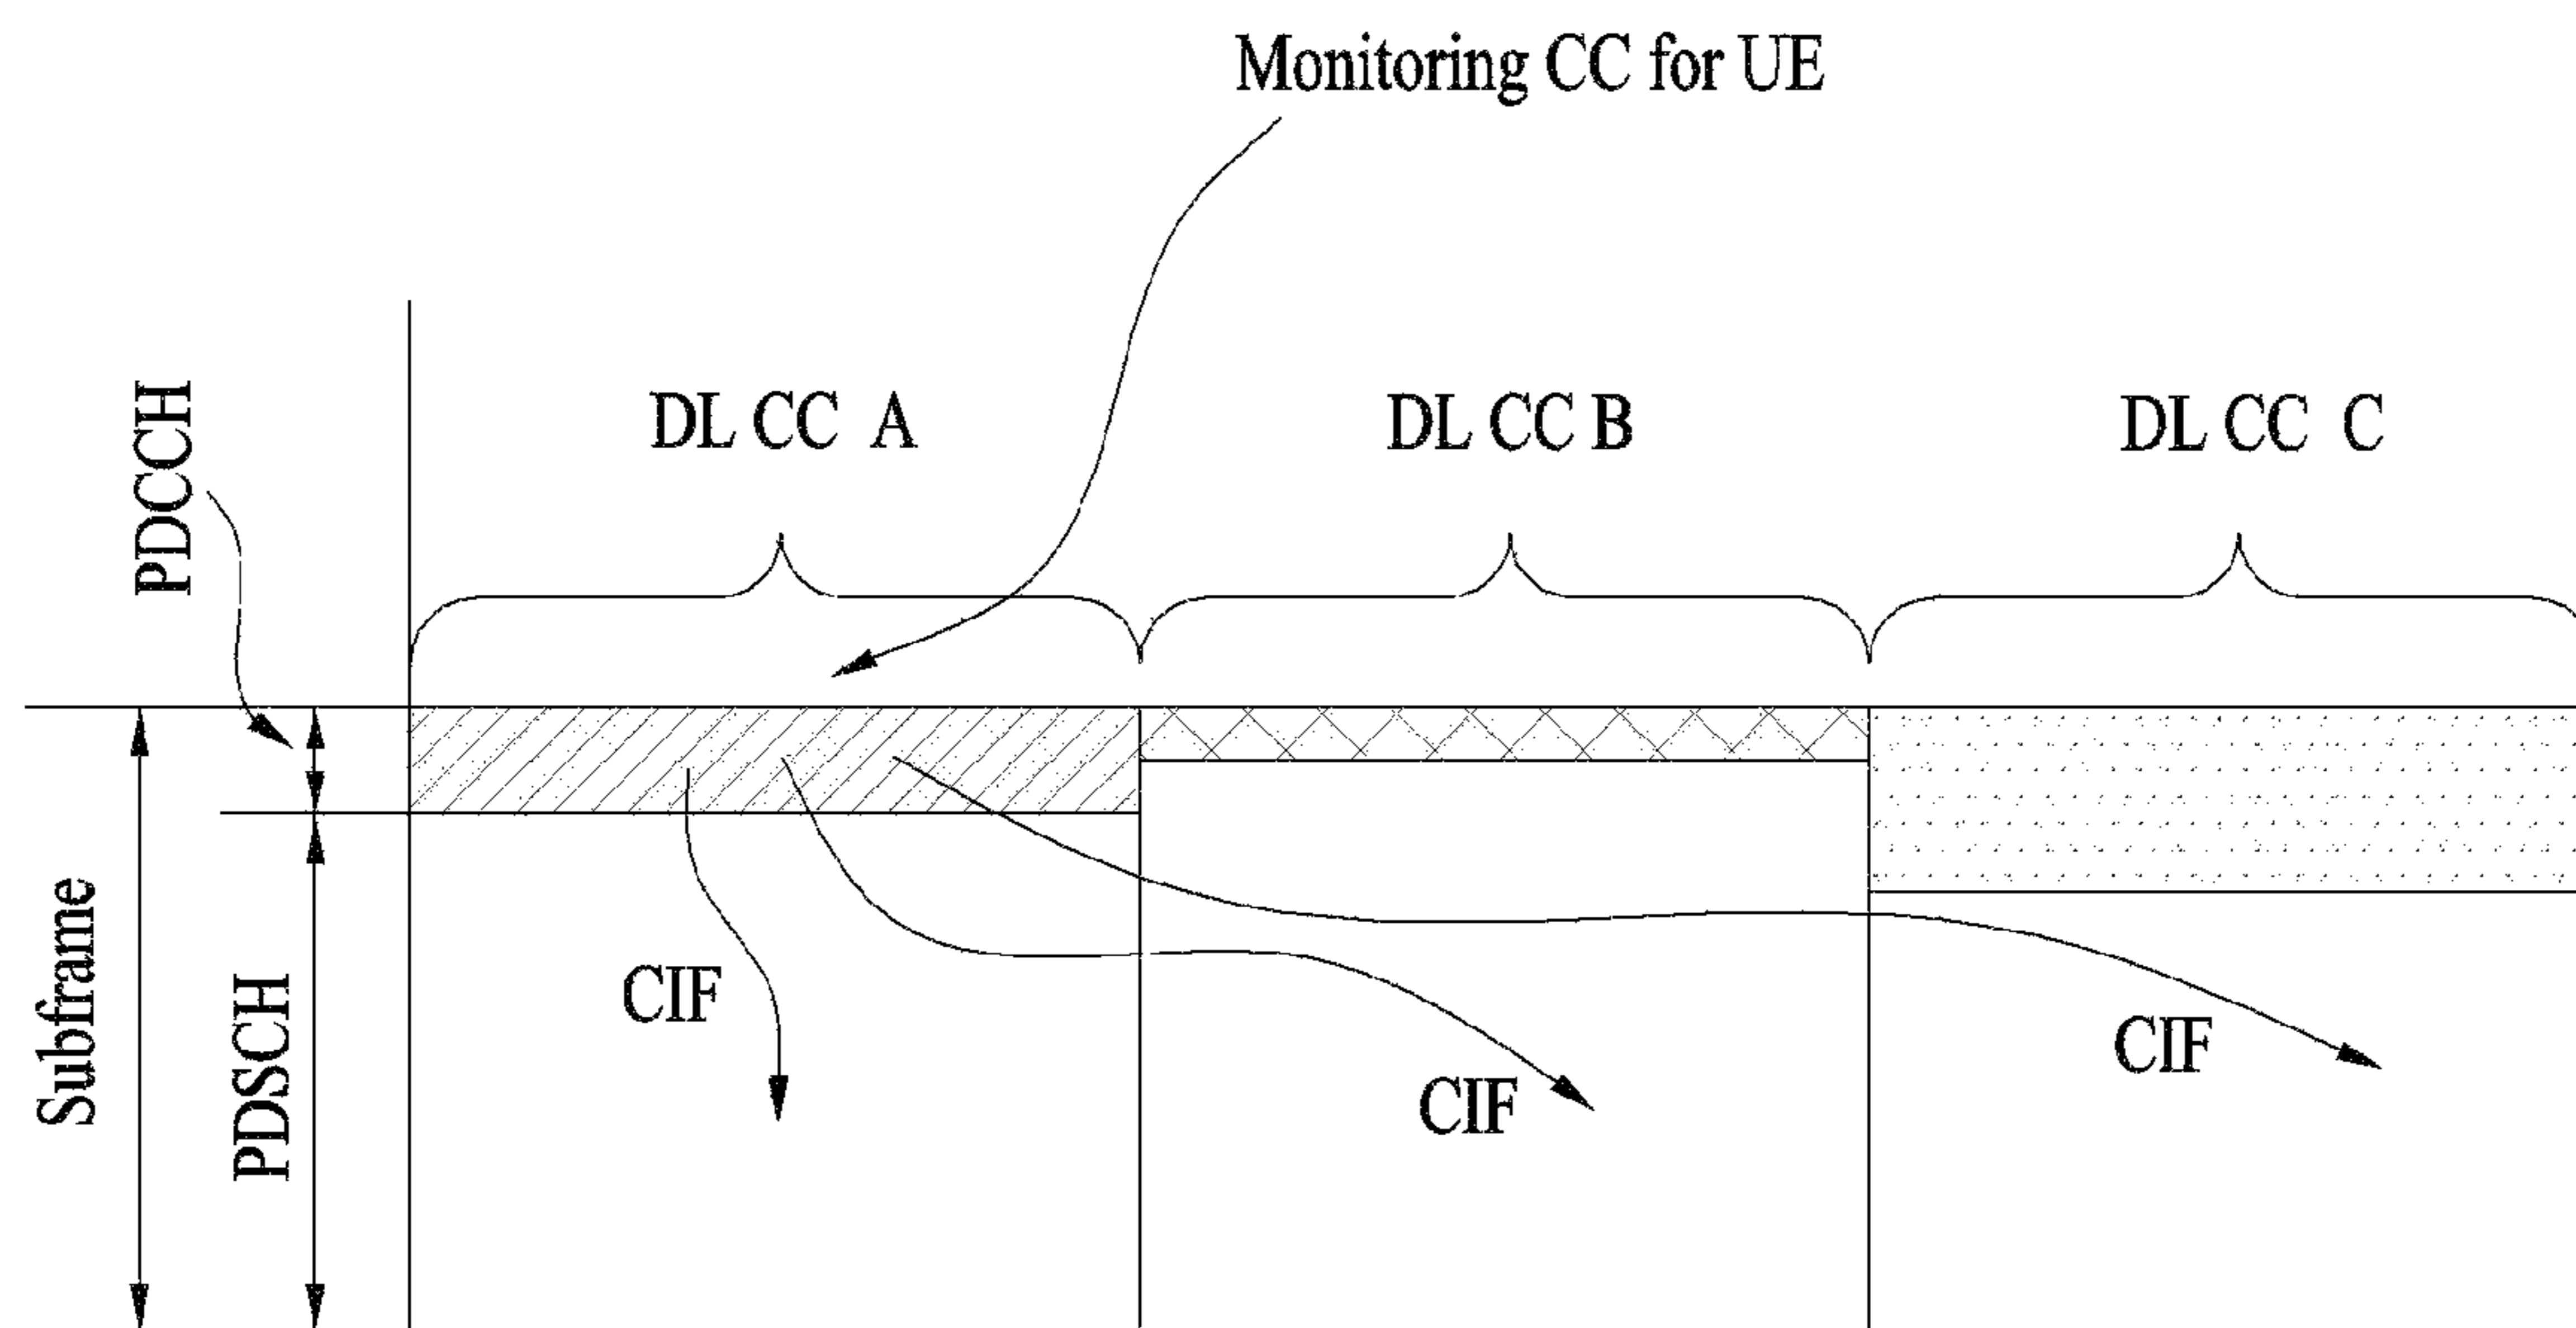 Monitoring CC for UE
PDCCH
DL CC A
DL CC B
DL CC C
Subframe
PDSCH
CIF
CIF
CIF